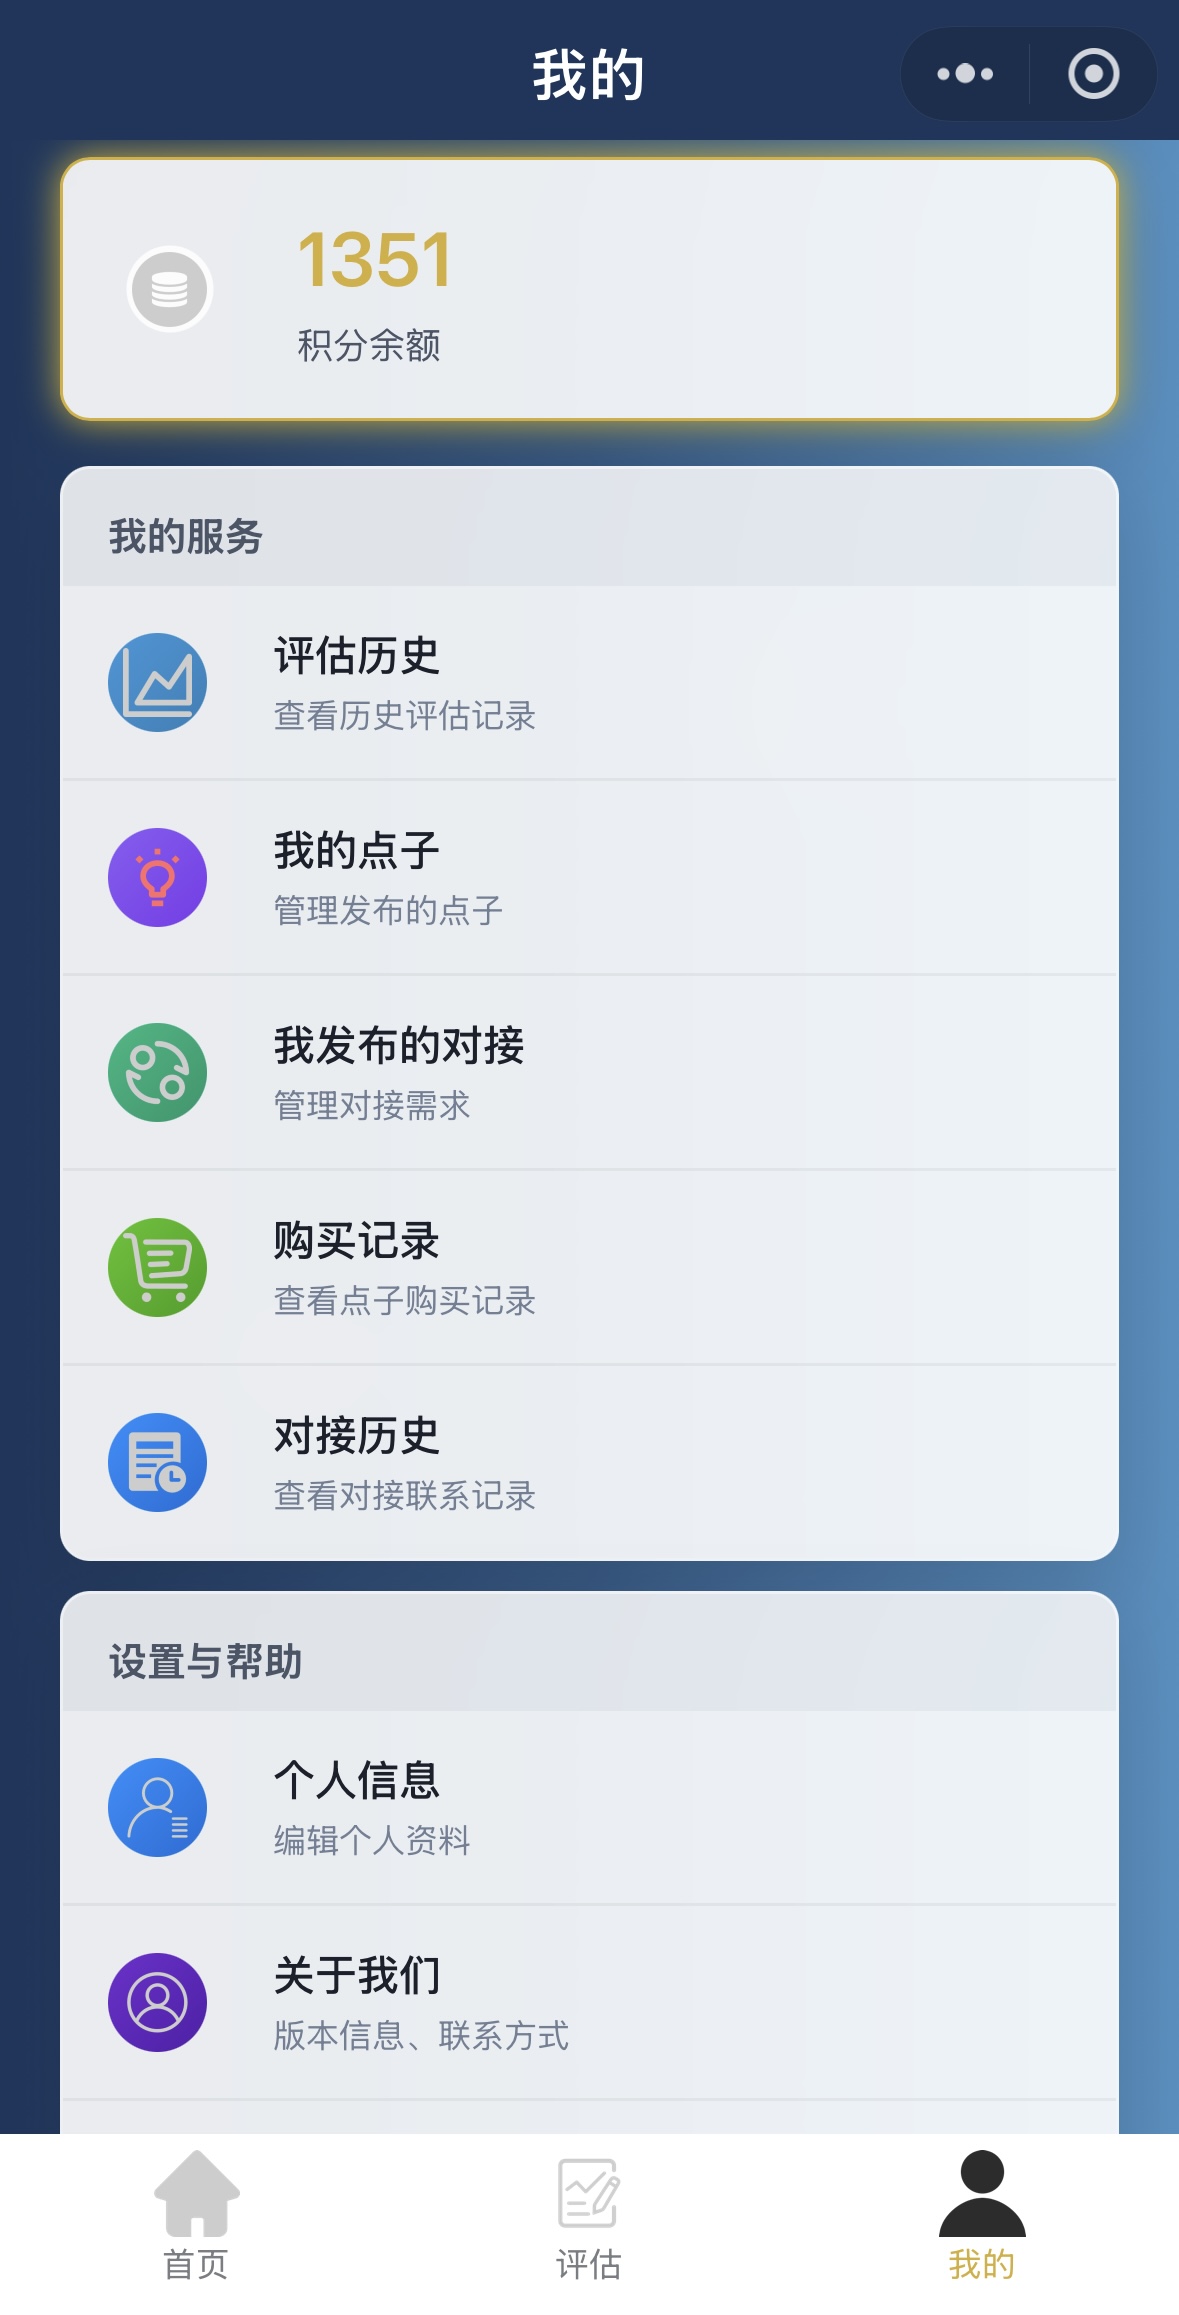 我的
1351
积分余额
我的服务
评估历史
查看历史评估记录
我的点子
管理发布的点子
我发布的对接
管理对接需求
购买记录
查看点子购买记录
对接历史
查看对接联系记录
设置与帮助
个人信息
编辑个人资料
关于我们
版本信息、联系方式
首页
评估
我的